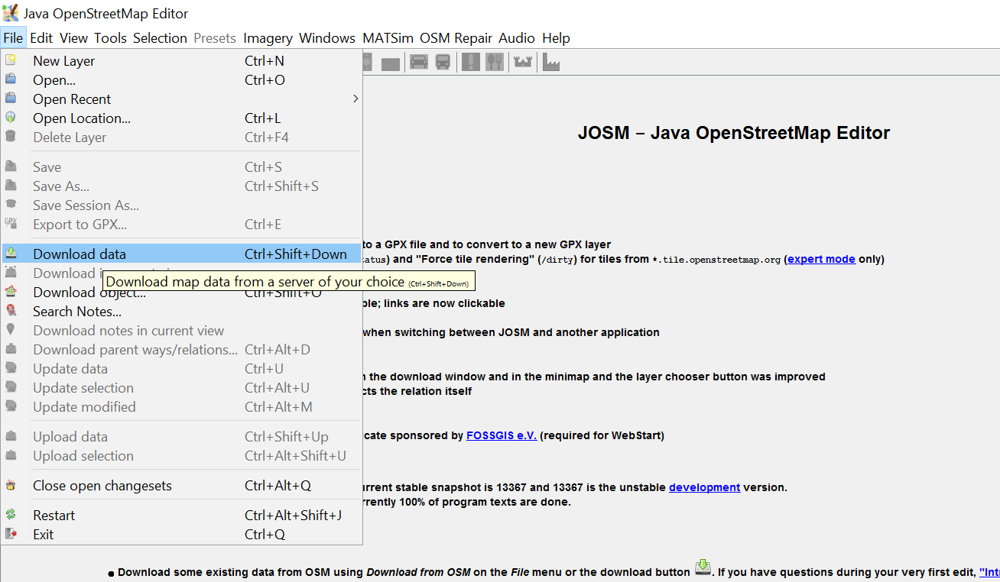 Java OpenStreetMap Editor
File Edit View Tools Selection Presets Imagery Windows MATSim OSM Repair Audio Help
New Layer Ctrl+N
Open... Ctrl+O
Open Recent
Open Location... Ctrl+L
Delete Layer Ctrl+F4
Save Ctrl+S
Save As... Ctrl+Shift+S
Save Session As...
Export to GPX... Ctrl+E
Download data Ctrl+Shift+Down
Download
Download map data from a server of your choice (Ctrl+Shift+Down)
Download object... Ctrl+Shift+O
Search Notes...
Download notes in current view
Download parent ways/relations... Ctrl+Alt+D
Update data Ctrl+U
Update selection Ctrl+Alt+U
Update modified Ctrl+Alt+M
Upload data Ctrl+Shift+Up
Upload selection Ctrl+Alt+Shift+U
Close open changesets Ctrl+Alt+Q
Restart Ctrl+Alt+Shift+J
Exit Ctrl+Q
JOSM – Java OpenStreetMap Editor
to a GPX file and to convert to a new GPX layer
tatus) and "Force tile rendering" (/dirty) for tiles from *.tile.openstreetmap.org (expert mode only)
ble; links are now clickable
when switching between JOSM and another application
n the download window and in the minimap and the layer chooser button was improved
cts the relation itself
cate sponsored by FOSSGIS e.V. (required for WebStart)
urrent stable snapshot is 13367 and 13367 is the unstable development version.
rrently 100% of program texts are done.
● Download some existing data from OSM using Download from OSM on the File menu or the download button . If you have questions during your very first edit, "Int